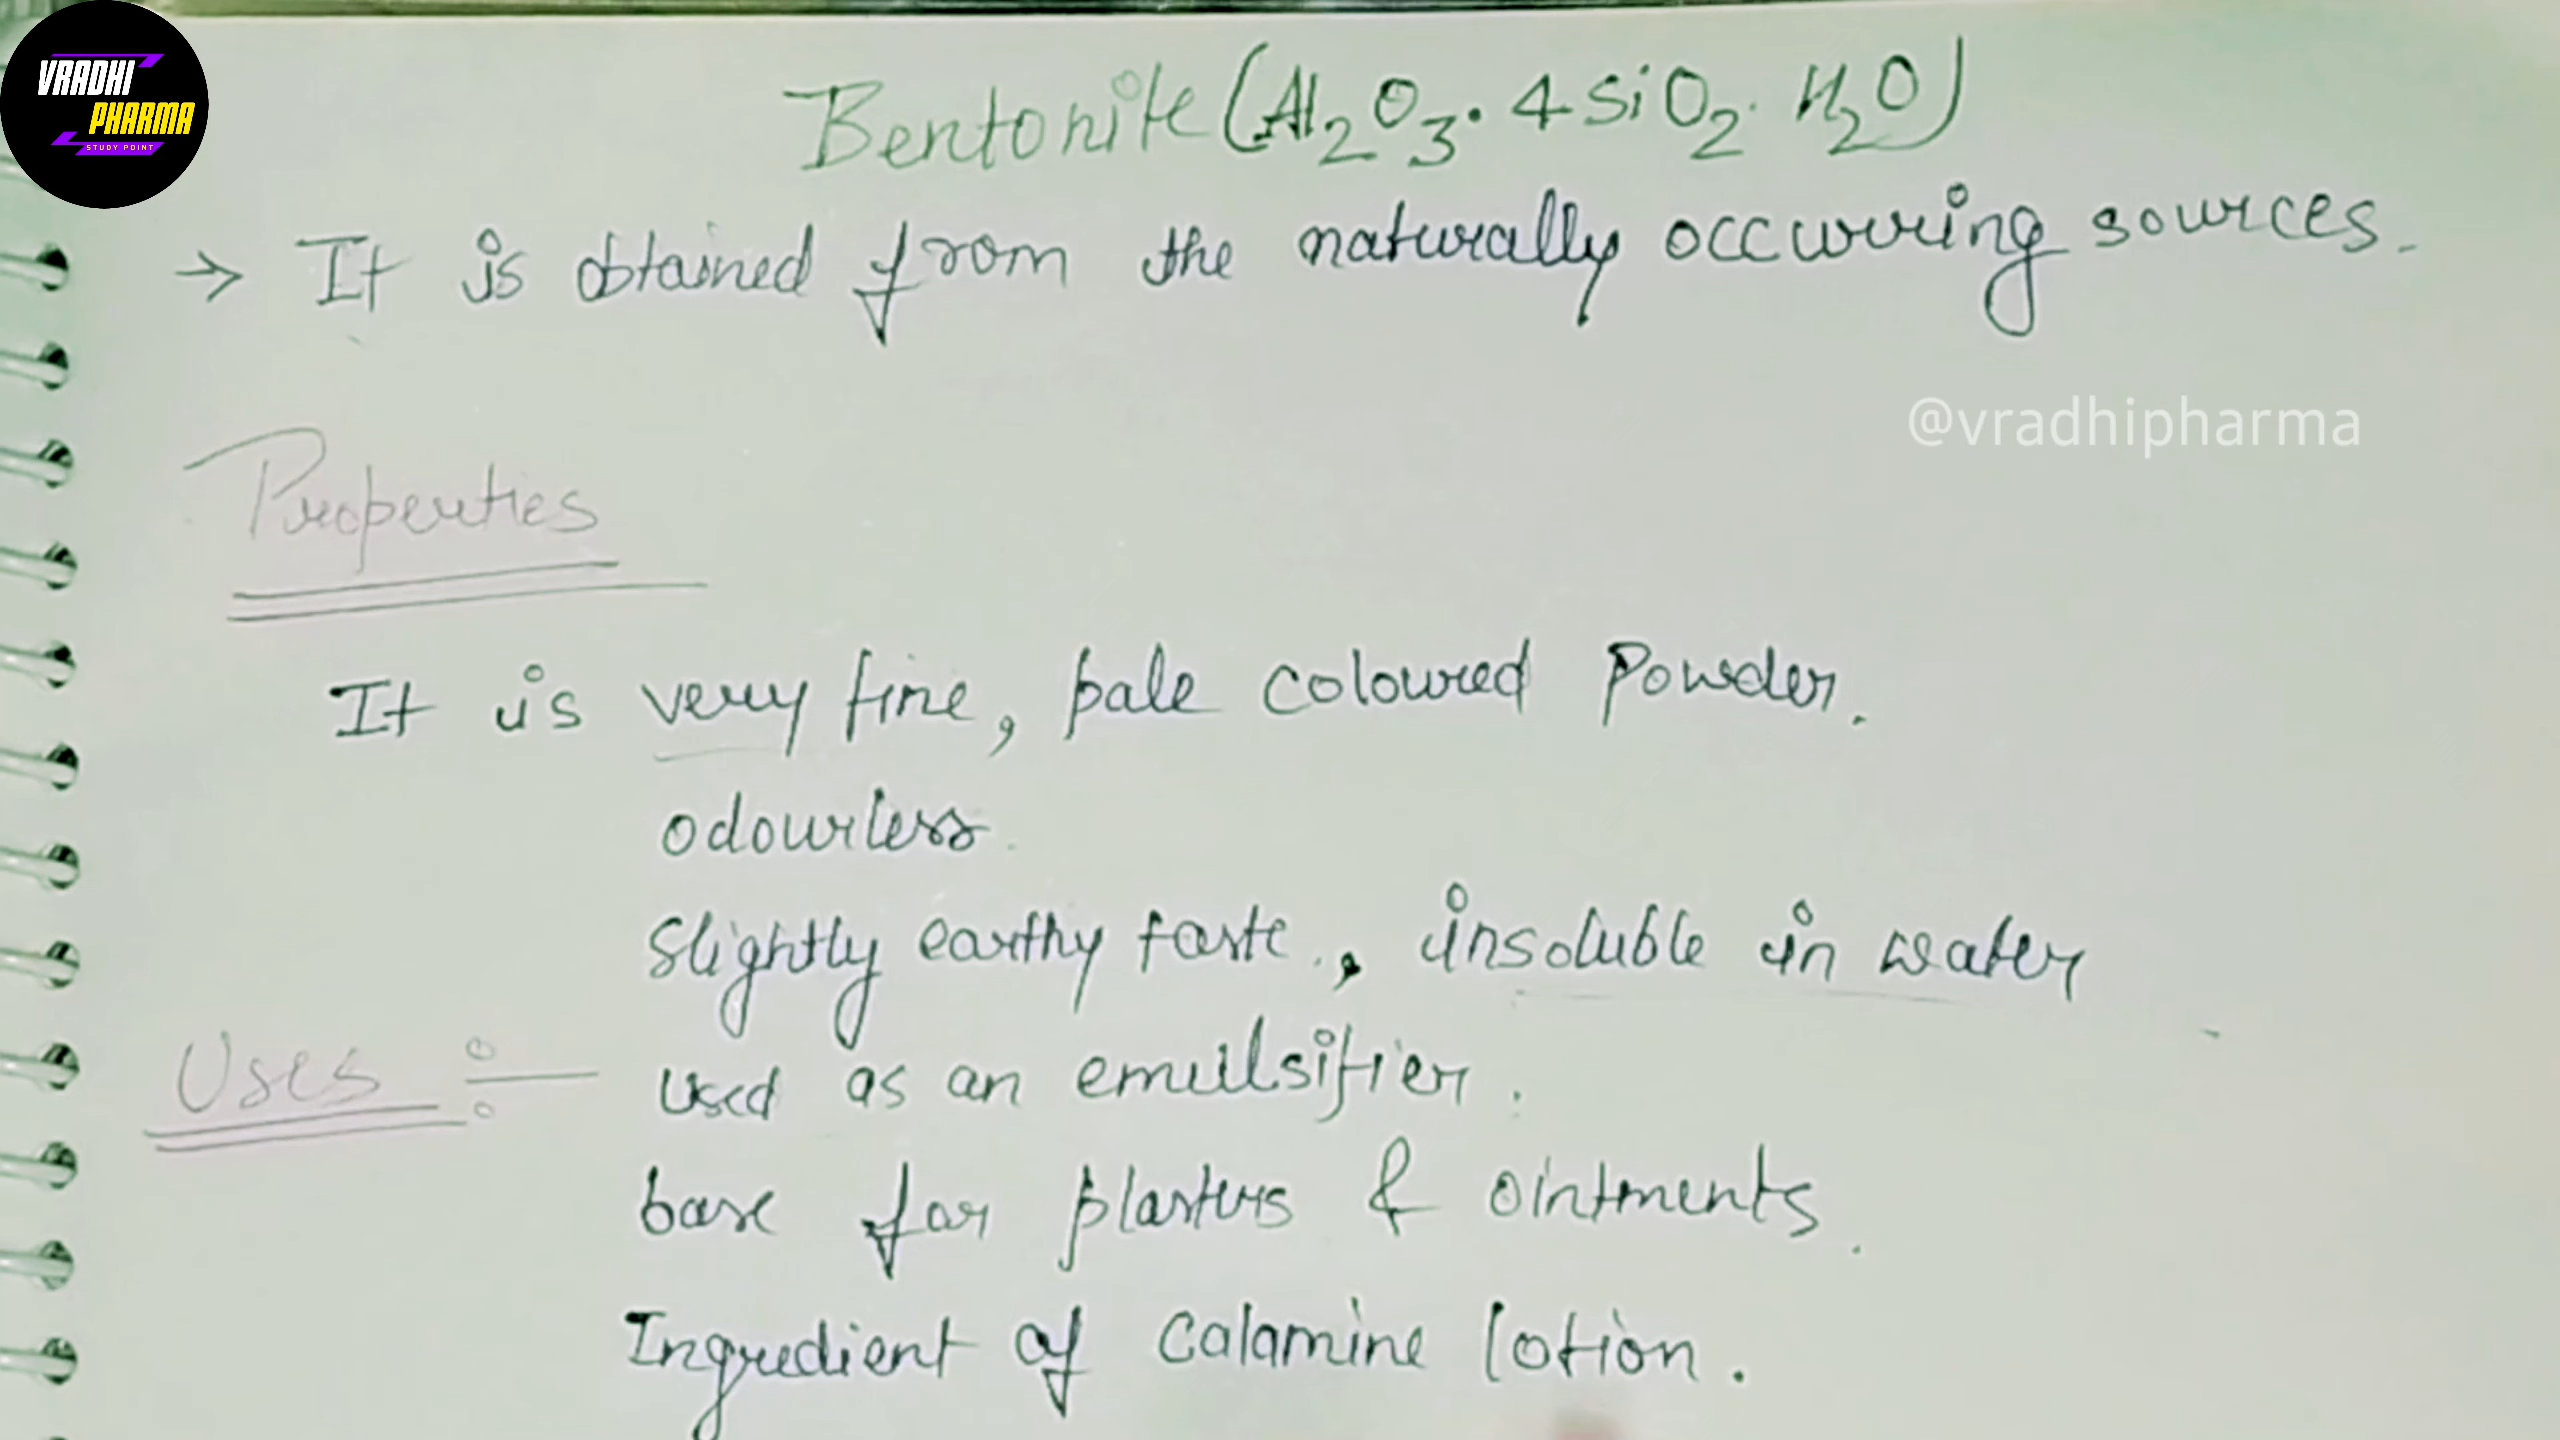 VRADHI
PHARMA
STUDY POINT
Bentonite (Al₂O₃. 4SiO₂. H₂O)
→ It is obtained from the naturally occurring sources.
@vradhipharma
Properties
It is very fine, pale coloured Powder.
odourless.
Slightly earthy taste., insoluble in water
Uses ÷ used as an emulsifier.
base for plasters & ointments.
Ingredient of calamine lotion.